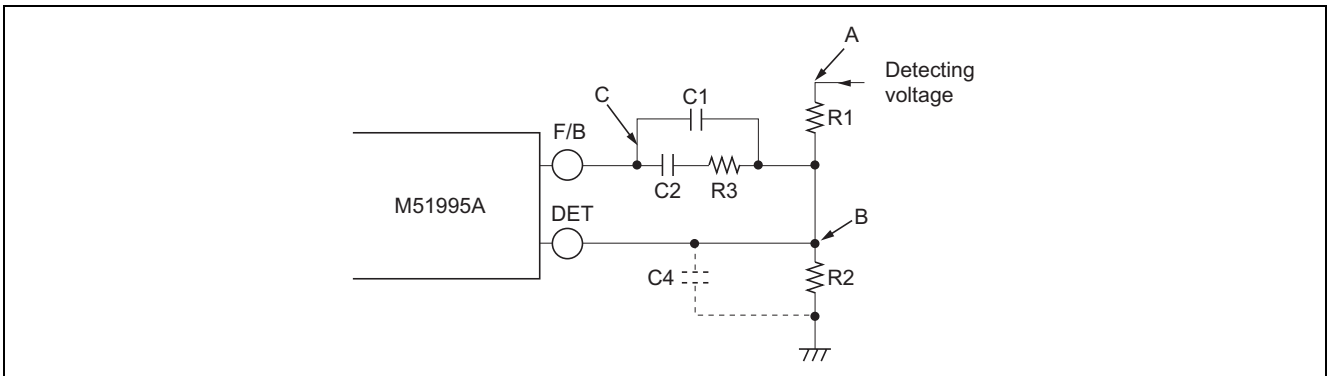 A
Detecting
voltage
C
C1
R1
F/B
C2
R3
M51995A
DET
B
C4
R2